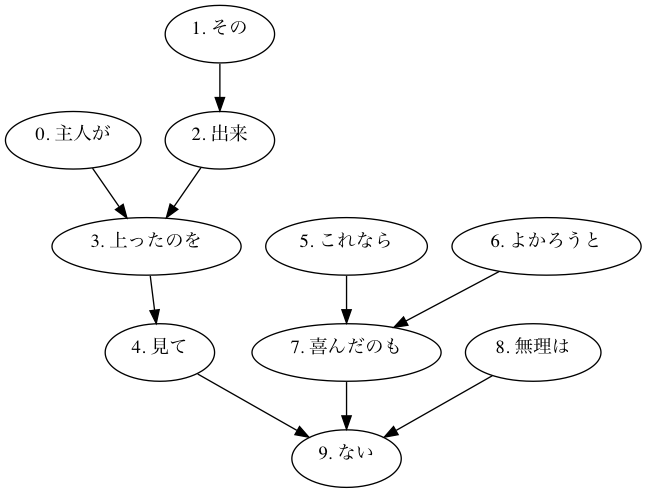 1. その
0. 主人が
2. 出来
3. 上ったのを
5. これなら
6. よかろうと
4. 見て
7. 喜んだのも
8. 無理は
9. ない